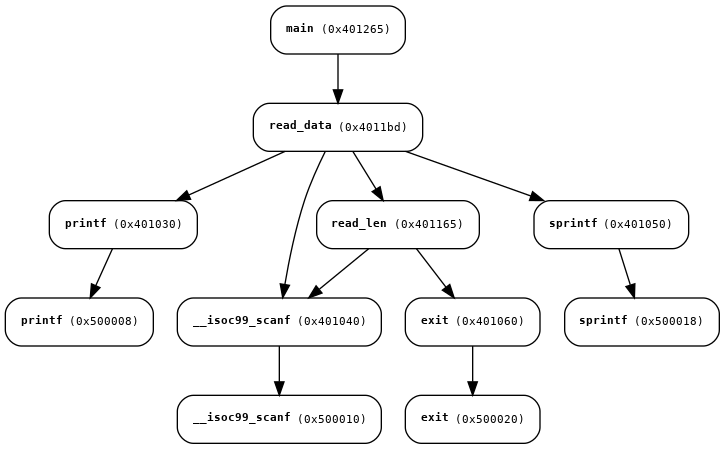 main (0x401265)
read_data (0x4011bd)
printf (0x401030)
read_len (0x401165)
sprintf (0x401050)
printf (0x500008)
__isoc99_scanf (0x401040)
exit (0x401060)
sprintf (0x500018)
__isoc99_scanf (0x500010)
exit (0x500020)